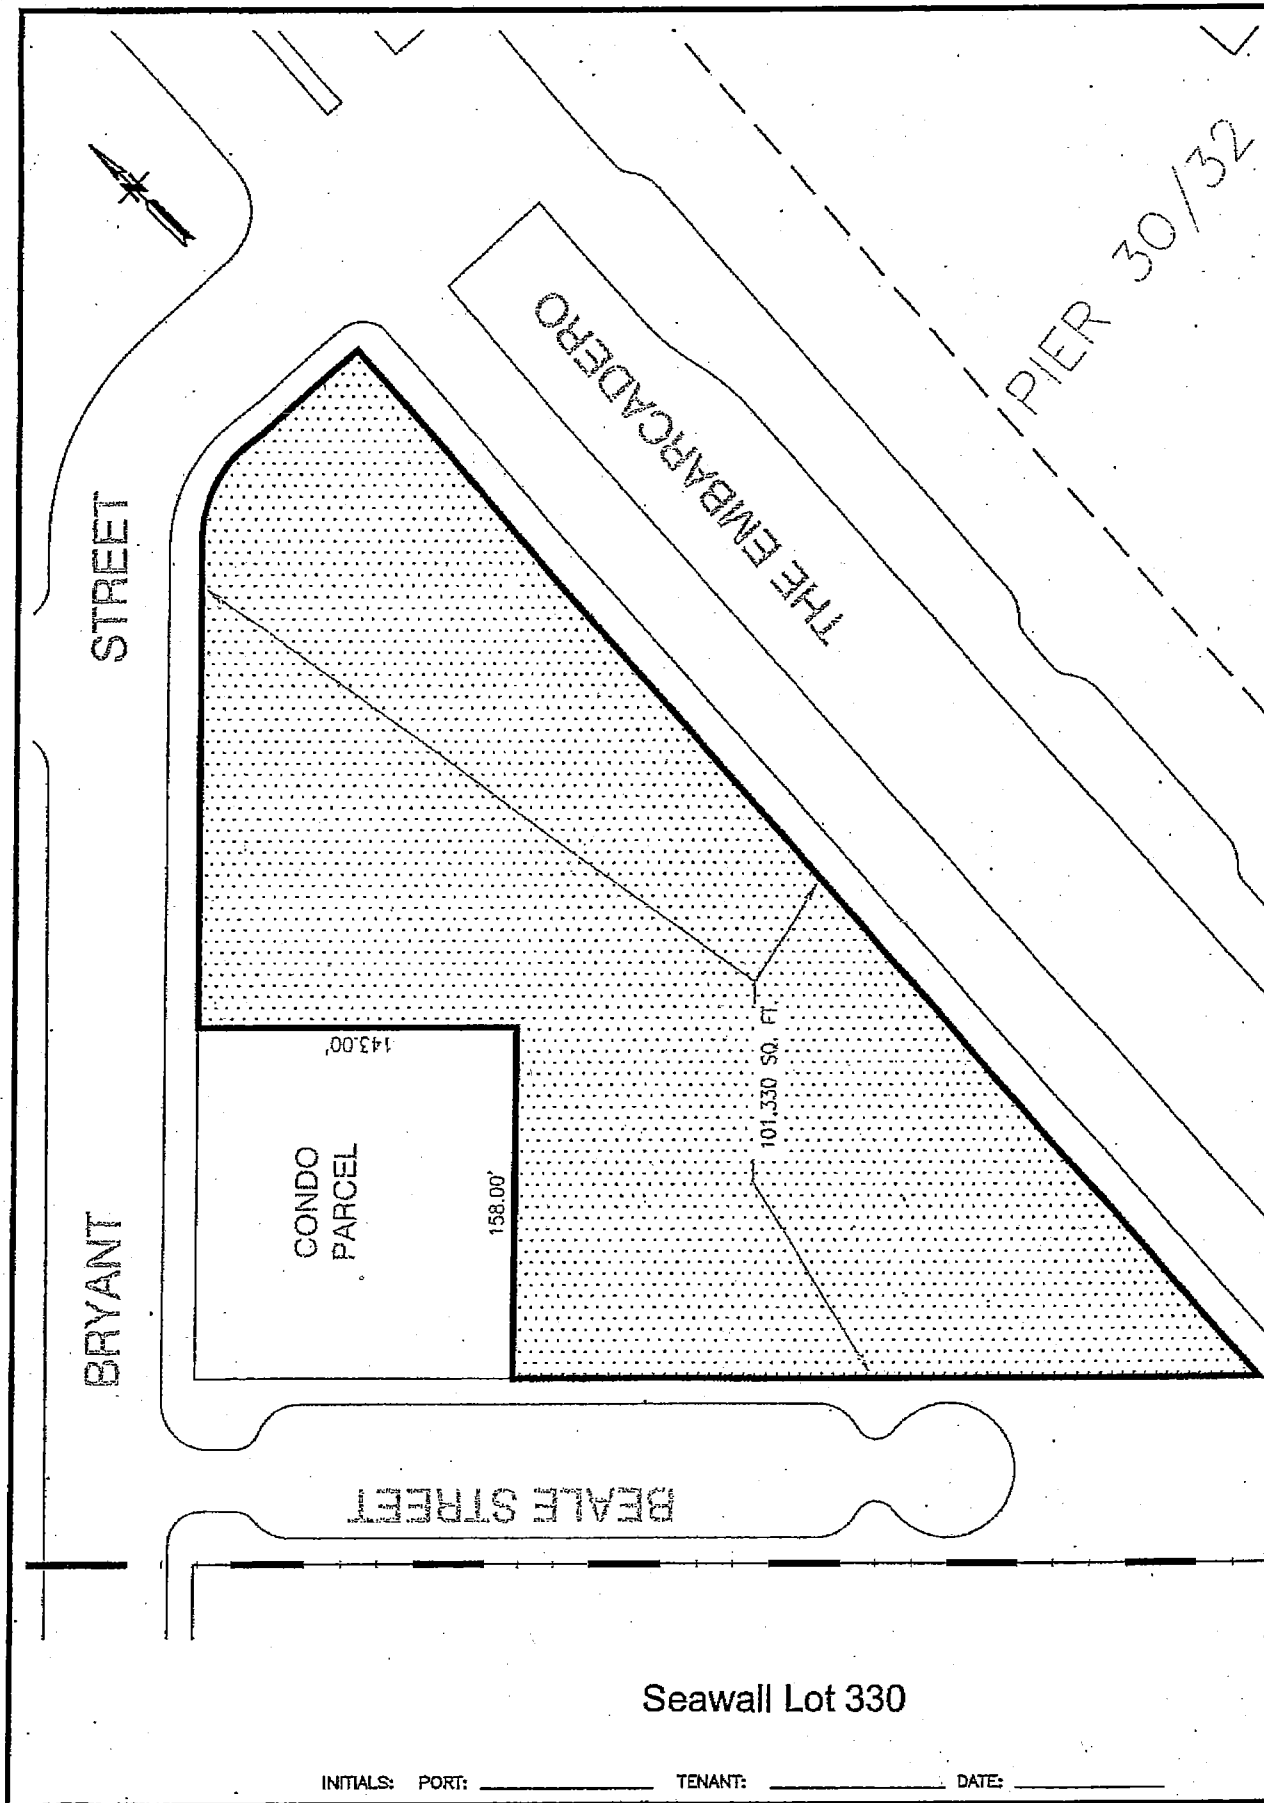 PIER 30/32
THE EMBARCADERO
STREET
BRYANT
143.00'
158.00'
101,330 SQ. FT.
CONDO
PARCEL
BEALE STREET
Seawall Lot 330
INITIALS: PORT: TENANT: DATE: